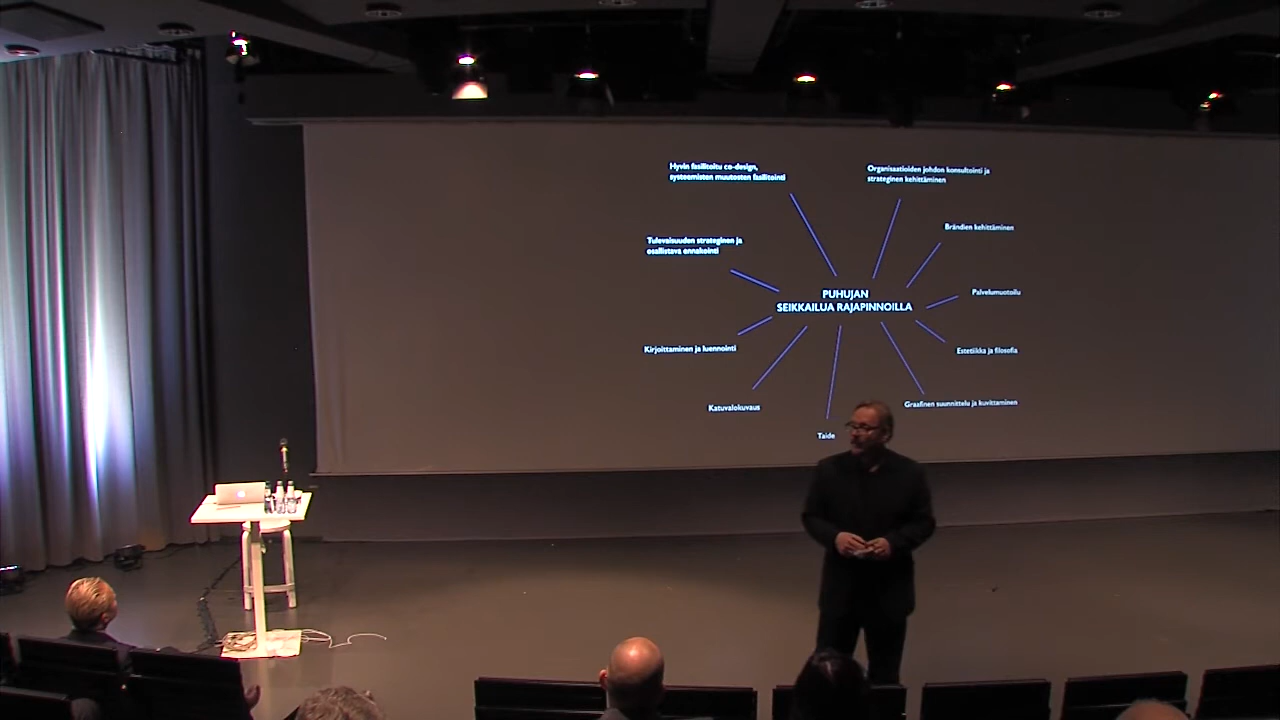 Hyvin fasilitoitu co-design,
systeemisten muutosten fasilitointi
Organisaatioiden johdon konsultointi ja
strateginen kehittäminen
Tulevaisuuden strateginen ja
osallistava ennakointi
Brändien kehittäminen
Palvelumuotoilu
PUHUJAN
SEIKKAILUA RAJAPINNOILLA
Kirjoittaminen ja luennointi
Estetiikka ja filosofia
Katuvalokuvaus
Graafinen suunnittelu ja kuvittaminen
Taide